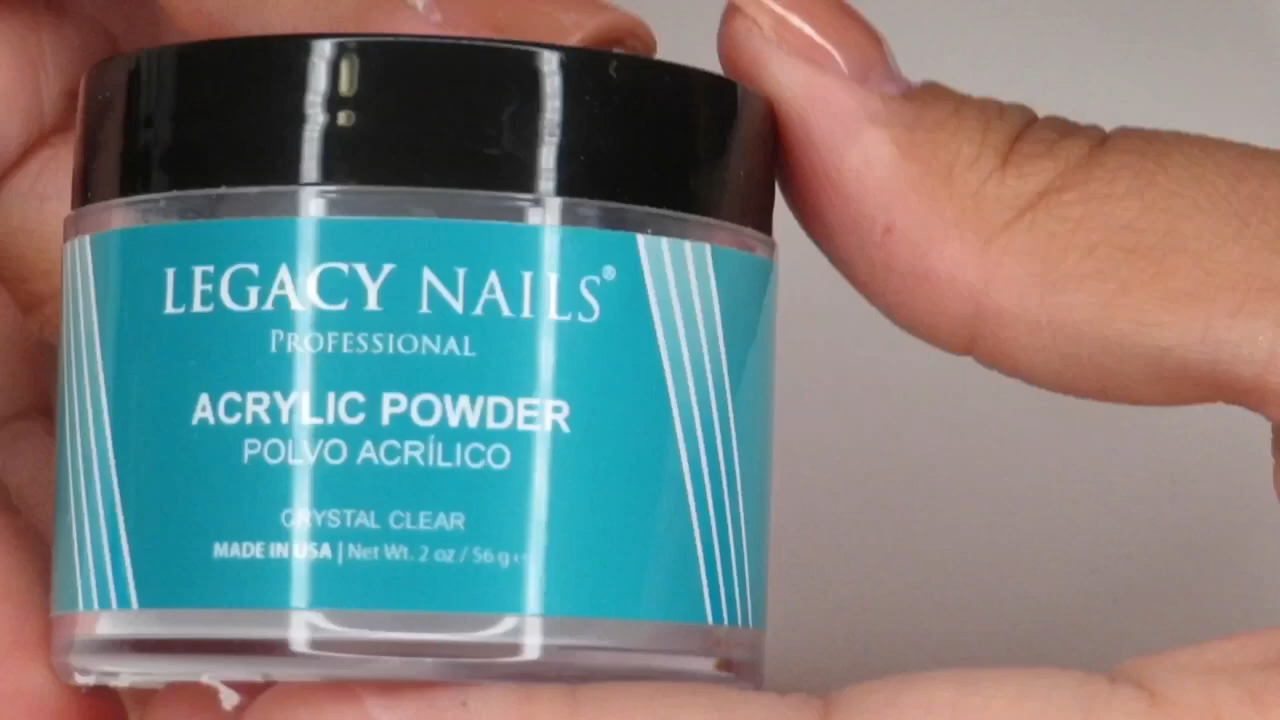 LEGACY NAILS®
PROFESSIONAL
ACRYLIC POWDER
POLVO ACRÍLICO
CRYSTAL CLEAR
MADE IN USA | Net Wt. 2 oz / 56 g